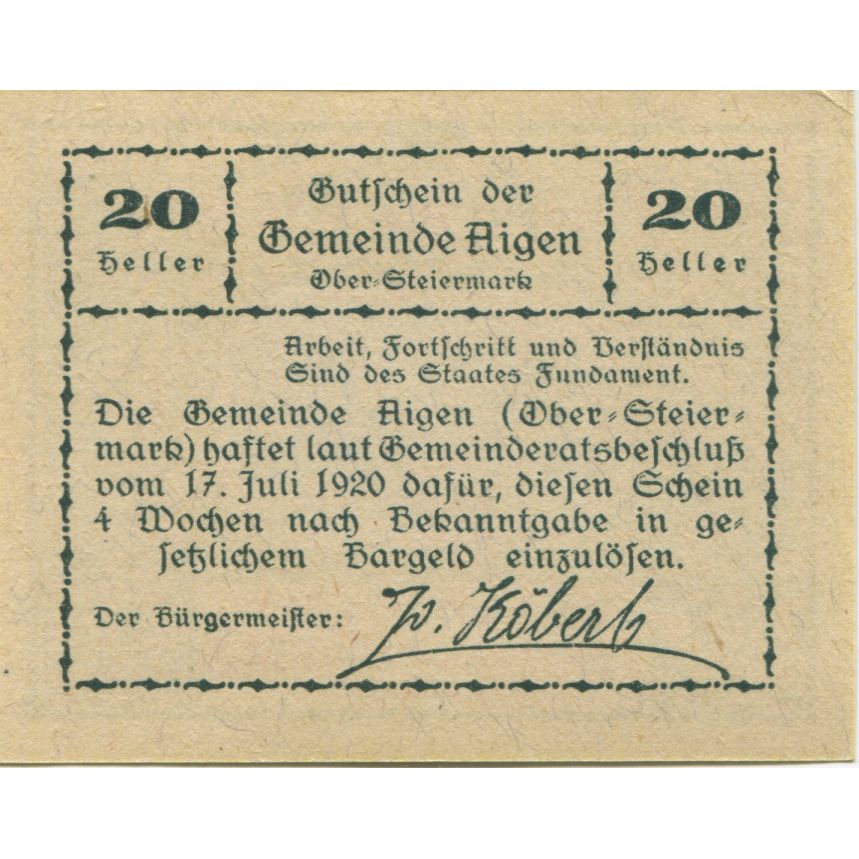 20
Heller
Gutschein der
Gemeinde Aigen
Ober-Steiermark
20
Heller
Arbeit, Fortschritt und Verständnis
Sind des Staates Fundament.
Die Gemeinde Aigen (Ober-Steier-
mark) haftet laut Gemeinderatsbeschluß
vom 17. Juli 1920 dafür, diesen Schein
4 Wochen nach Bekanntgabe in ge-
setzlichem Bargeld einzulösen.
Der Bürgermeister: